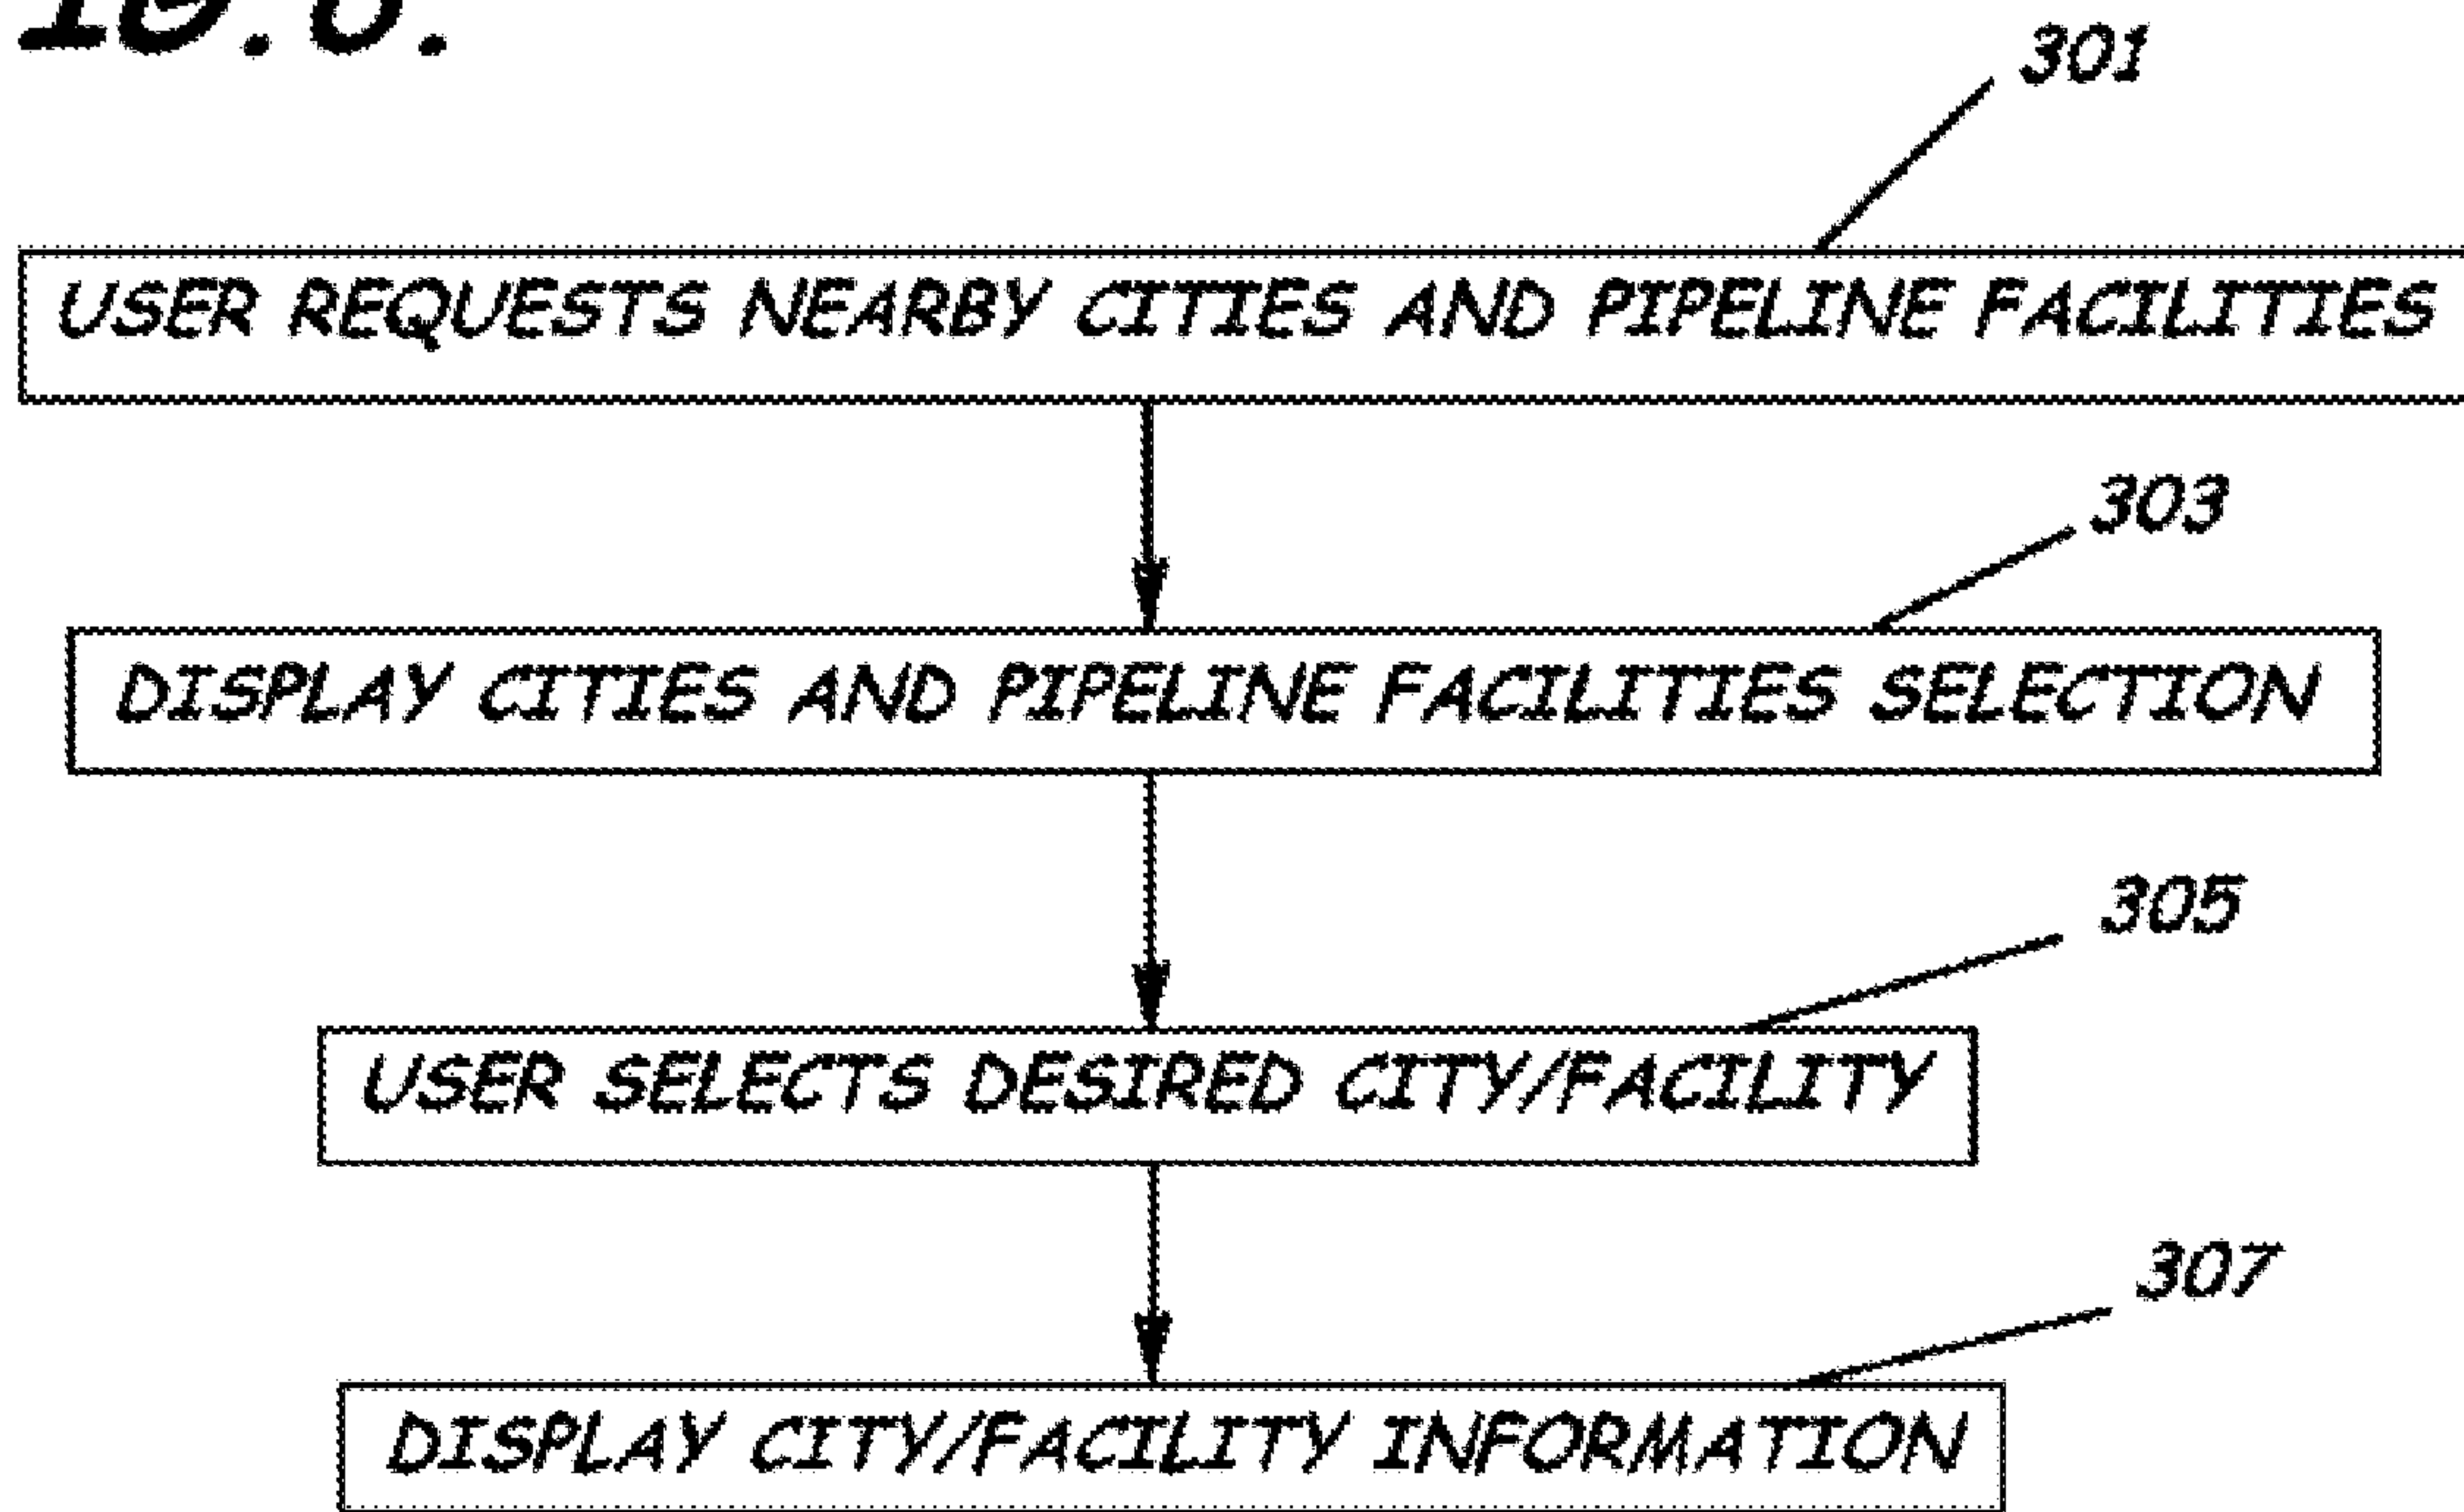 301
USER REQUESTS NEARBY CITIES AND PIPELINE FACILITIES
303
DISPLAY CITIES AND PIPELINE FACILITIES SELECTION
305
USER SELECTS DESIRED CITY/FACILITY
307
DISPLAY CITY/FACILITY INFORMATION